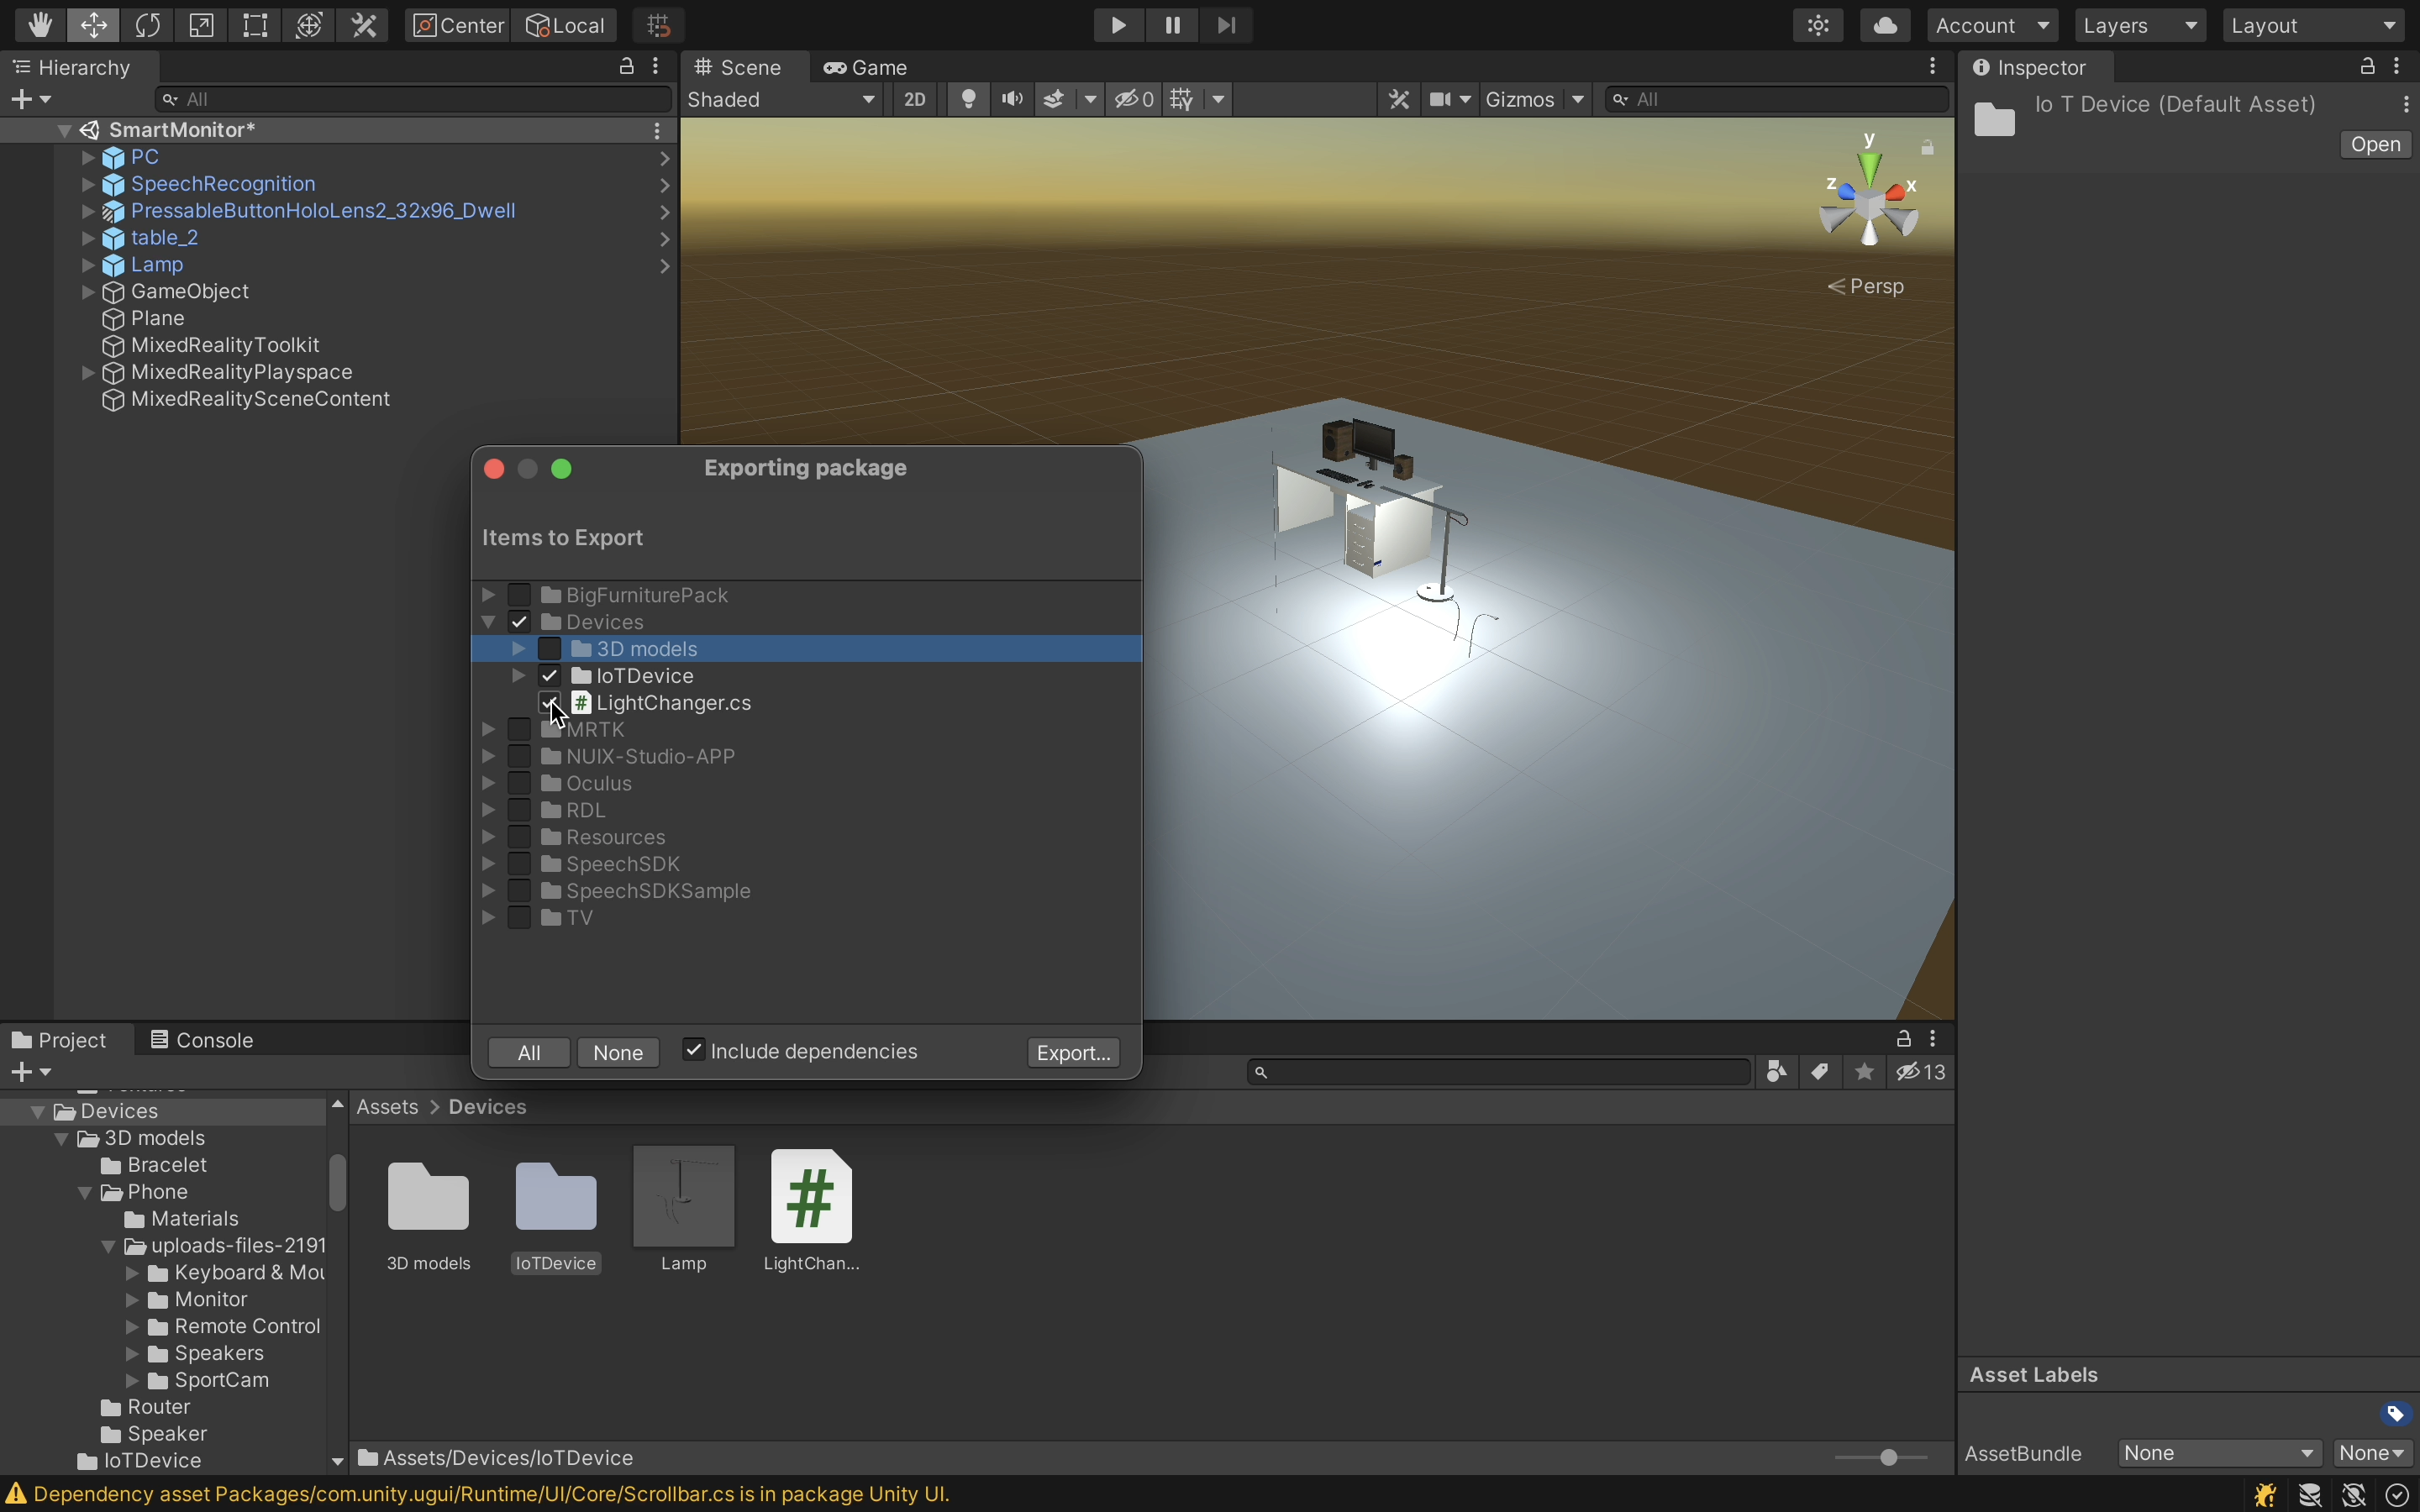 Center
Local
Account
Layers
Layout
Hierarchy
All
SmartMonitor*
PC
SpeechRecognition
PressableButtonHoloLens2_32x96_Dwell
table_2
Lamp
GameObject
Plane
MixedRealityToolkit
MixedRealityPlayspace
MixedRealitySceneContent
Scene
Game
Shaded
2D
0
Gizmos
All
y
z
x
Persp
Inspector
Io T Device (Default Asset)
Open
Exporting package
Items to Export
BigFurniturePack
Devices
3D models
IoTDevice
# LightChanger.cs
MRTK
NUIX-Studio-APP
Oculus
RDL
Resources
SpeechSDK
SpeechSDKSample
TV
All
None
Include dependencies
Export...
Project
Console
13
Devices
3D models
Bracelet
Phone
Materials
uploads-files-2191
Keyboard & Mou
Monitor
Remote Control
Speakers
SportCam
Router
Speaker
IoTDevice
Assets > Devices
#
3D models
IoTDevice
Lamp
LightChan...
Assets/Devices/IoTDevice
Asset Labels
AssetBundle
None
None
Dependency asset Packages/com.unity.ugui/Runtime/UI/Core/Scrollbar.cs is in package Unity UI.